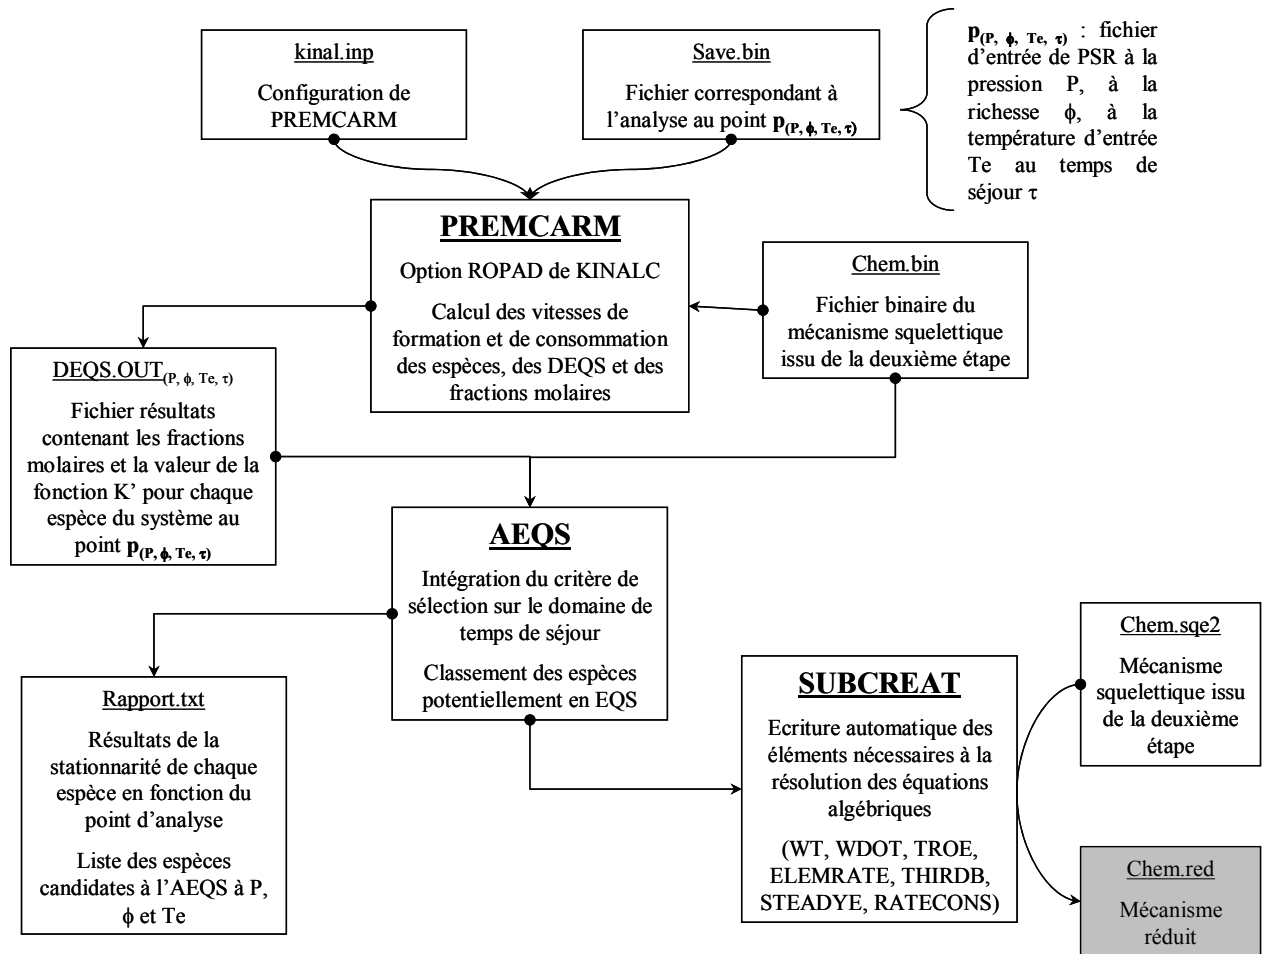 kinal.inp
Configuration de
PREMCARM
Save.bin
Fichier correspondant à
l'analyse au point p(P, ϕ, Te, τ)
p(P, ϕ, Te, τ) : fichier
d'entrée de PSR à la
pression P, à la
richesse ϕ, à la
température d'entrée
Te au temps de
séjour τ
PREMCARM
Option ROPAD de KINALC
Calcul des vitesses de
formation et de consommation
des espèces, des DEQS et des
fractions molaires
Chem.bin
Fichier binaire du
mécanisme squelettique
issu de la deuxième étape
DEQS.OUT(P, ϕ, Te, τ)
Fichier résultats
contenant les fractions
molaires et la valeur de la
fonction K' pour chaque
espèce du système au
point p(P, ϕ, Te, τ)
AEQS
Intégration du critère de
sélection sur le domaine de
temps de séjour
Classement des espèces
potentiellement en EQS
Rapport.txt
Résultats de la
stationnarité de chaque
espèce en fonction du
point d'analyse
Liste des espèces
candidates à l'AEQS à P,
ϕ et Te
SUBCREAT
Ecriture automatique des
éléments nécessaires à la
résolution des équations
algébriques
(WT, WDOT, TROE,
ELEMRATE, THIRDB,
STEADYE, RATECONS)
Chem.sqe2
Mécanisme
squelettique issu
de la deuxième
étape
Chem.red
Mécanisme
réduit